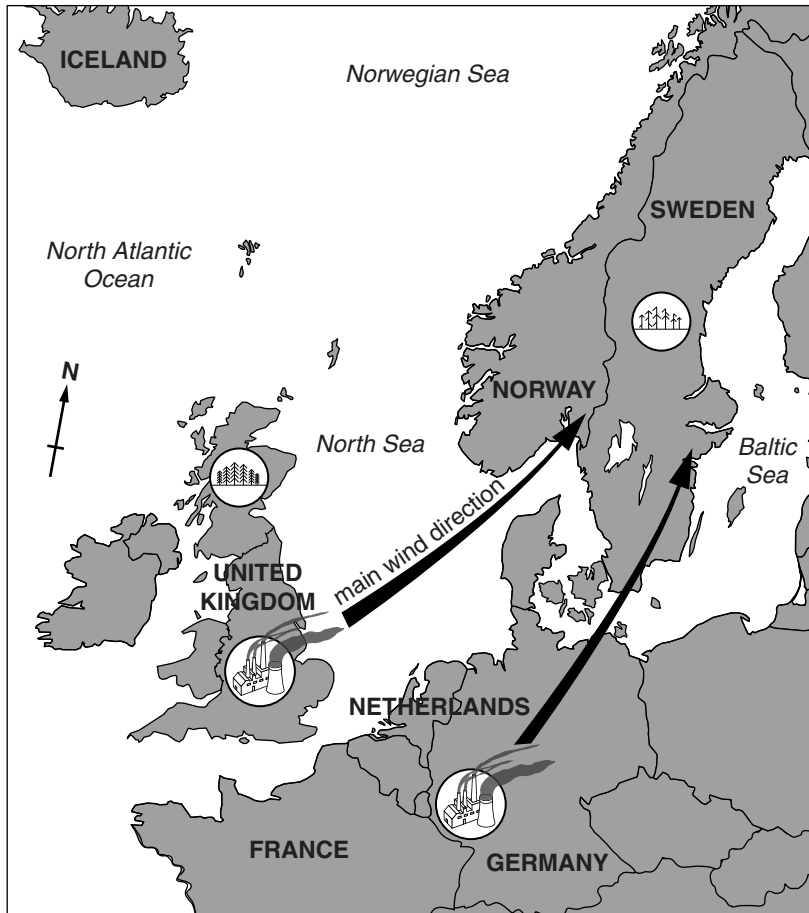 ICELAND
Norwegian Sea
SWEDEN
North Atlantic
Ocean
N
NORWAY
North Sea
Baltic
Sea
main wind direction
UNITED
KINGDOM
NETHERLANDS
FRANCE
GERMANY